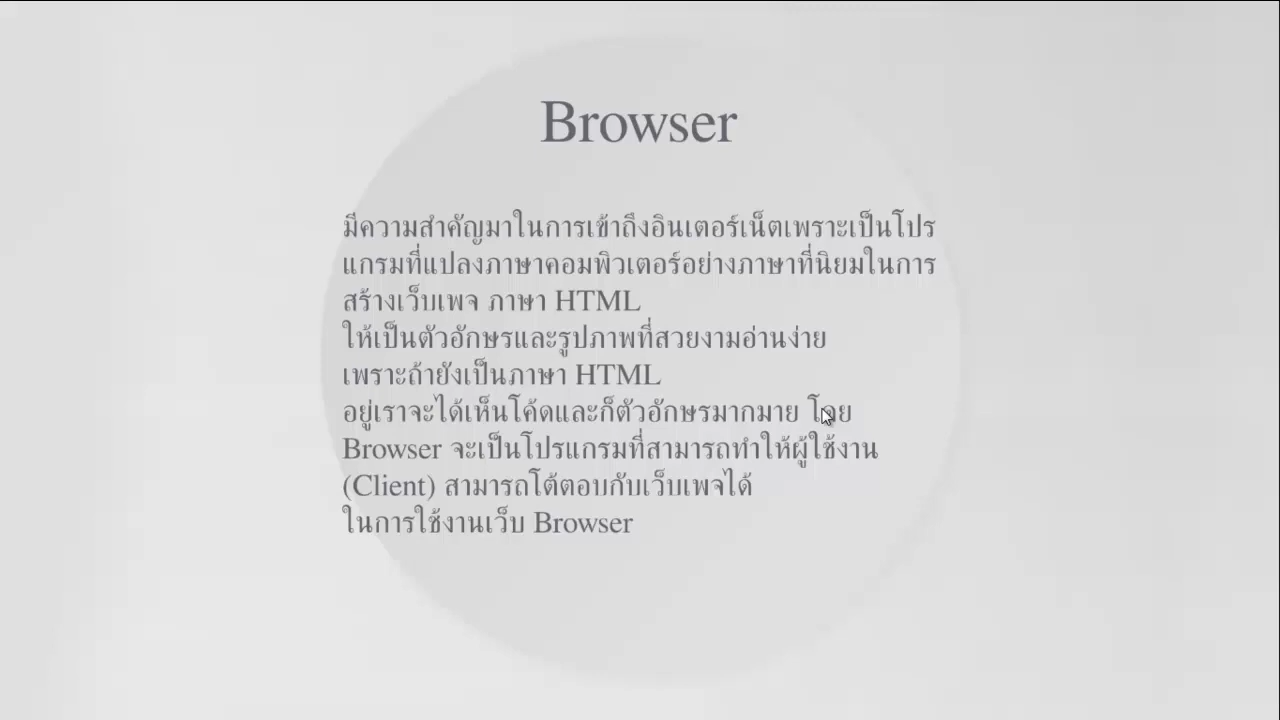 Browser
มีความสำคัญมาในการเข้าถึงอินเตอร์เน็ตเพราะเป็นโปร
แกรมที่แปลงภาษาคอมพิวเตอร์อย่างภาษาที่นิยมในการ
สร้างเว็บเพจ ภาษา HTML
ให้เป็นตัวอักษรและรูปภาพที่สวยงามอ่านง่าย
เพราะถ้ายังเป็นภาษา HTML
อยู่เราจะได้เห็นโค้ดและก็ตัวอักษรมากมาย โดย
Browser จะเป็นโปรแกรมที่สามารถทำให้ผู้ใช้งาน
(Client) สามารถโต้ตอบกับเว็บเพจได้
ในการใช้งานเว็บ Browser